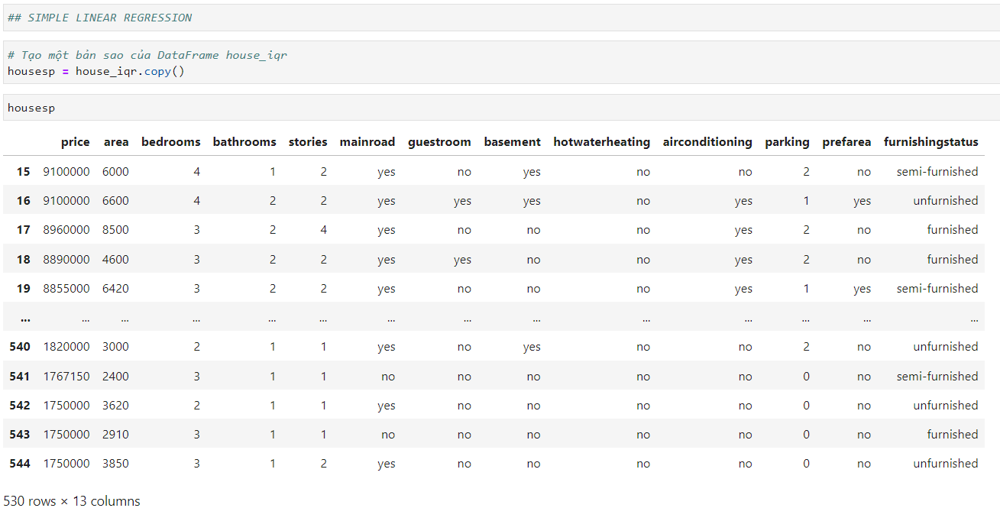 ## SIMPLE LINEAR REGRESSION
# Tạo một bản sao của DataFrame house_iqr
housesp = house_iqr.copy()
housesp
price area bedrooms bathrooms stories mainroad guestroom basement hotwaterheating airconditioning parking prefarea furnishingstatus
15 9100000 6000 4 1 2 yes no yes no no 2 no semi-furnished
16 9100000 6600 4 2 2 yes yes yes no yes 1 yes unfurnished
17 8960000 8500 3 2 4 yes no no no yes 2 no furnished
18 8890000 4600 3 2 2 yes yes no no yes 2 no furnished
19 8855000 6420 3 2 2 yes no no no yes 1 yes semi-furnished
... ... ... ... ... ... ... ... ... ... ... ... ... ...
540 1820000 3000 2 1 1 yes no yes no no 2 no unfurnished
541 1767150 2400 3 1 1 no no no no no 0 no semi-furnished
542 1750000 3620 2 1 1 yes no no no no 0 no unfurnished
543 1750000 2910 3 1 1 no no no no no 0 no furnished
544 1750000 3850 3 1 2 yes no no no no 0 no unfurnished
530 rows × 13 columns